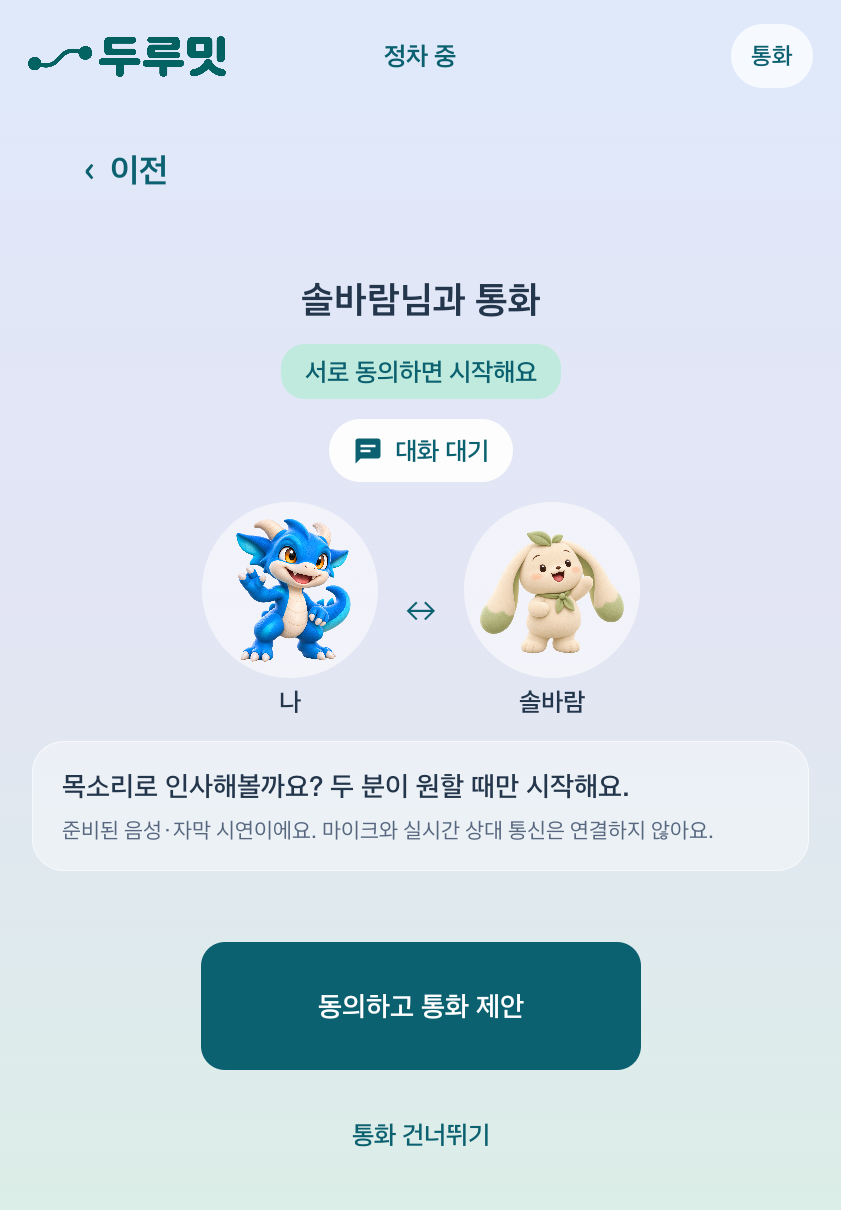 두루밋
정차 중
통화
‹ 이전
솔바람님과 통화
서로 동의하면 시작해요
대화 대기
나
↔
솔바람
목소리로 인사해볼까요? 두 분이 원할 때만 시작해요.
준비된 음성·자막 시연이에요. 마이크와 실시간 상대 통신은 연결하지 않아요.
동의하고 통화 제안
통화 건너뛰기